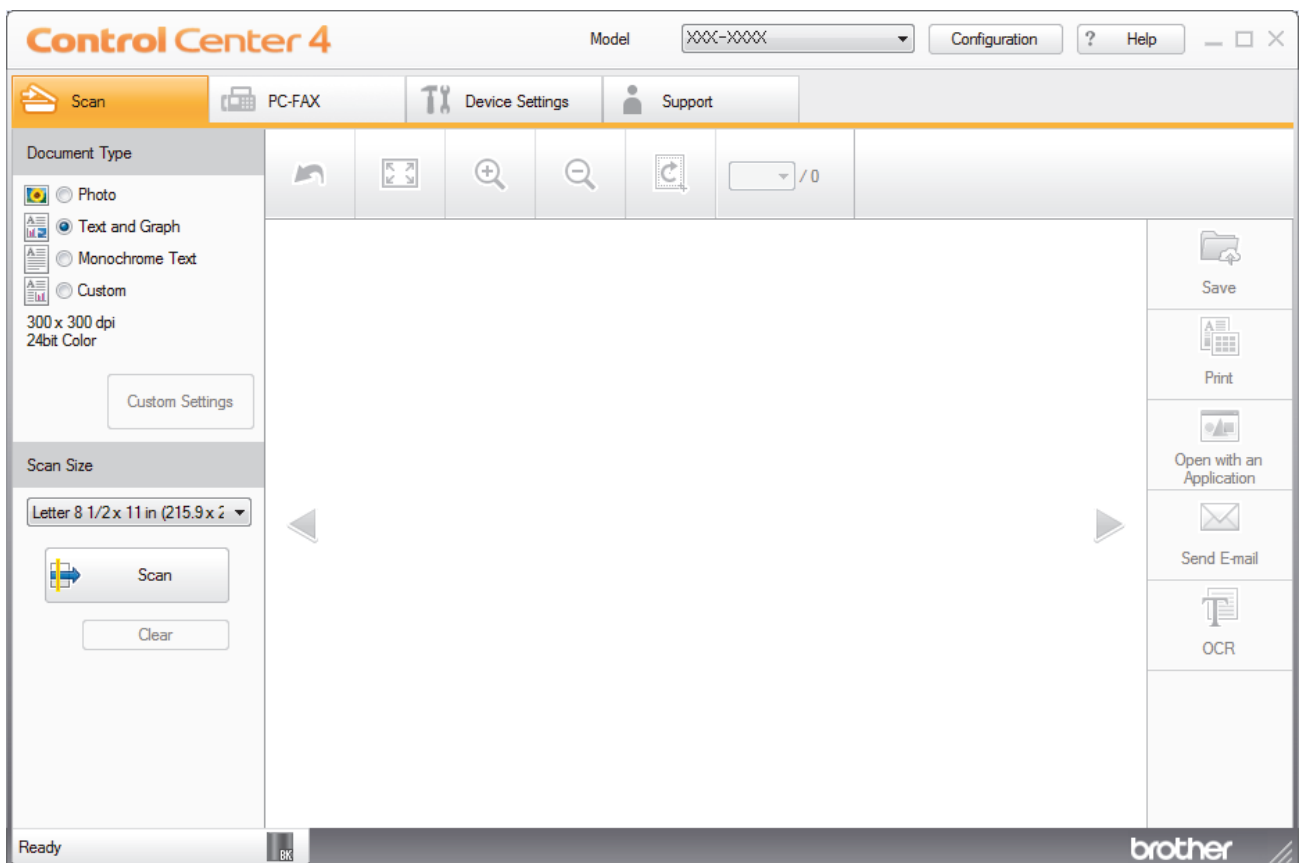 Control Center 4
Model
XXX-XXXX
Configuration
? Help
Scan
PC-FAX
Device Settings
Support
Document Type
Photo
Text and Graph
Monochrome Text
Custom
300 x 300 dpi
24bit Color
Custom Settings
Scan Size
Letter 8 1/2 x 11 in (215.9 x 2
Scan
Clear
/ 0
Save
Print
Open with an
Application
Send E-mail
OCR
Ready
BK
brother